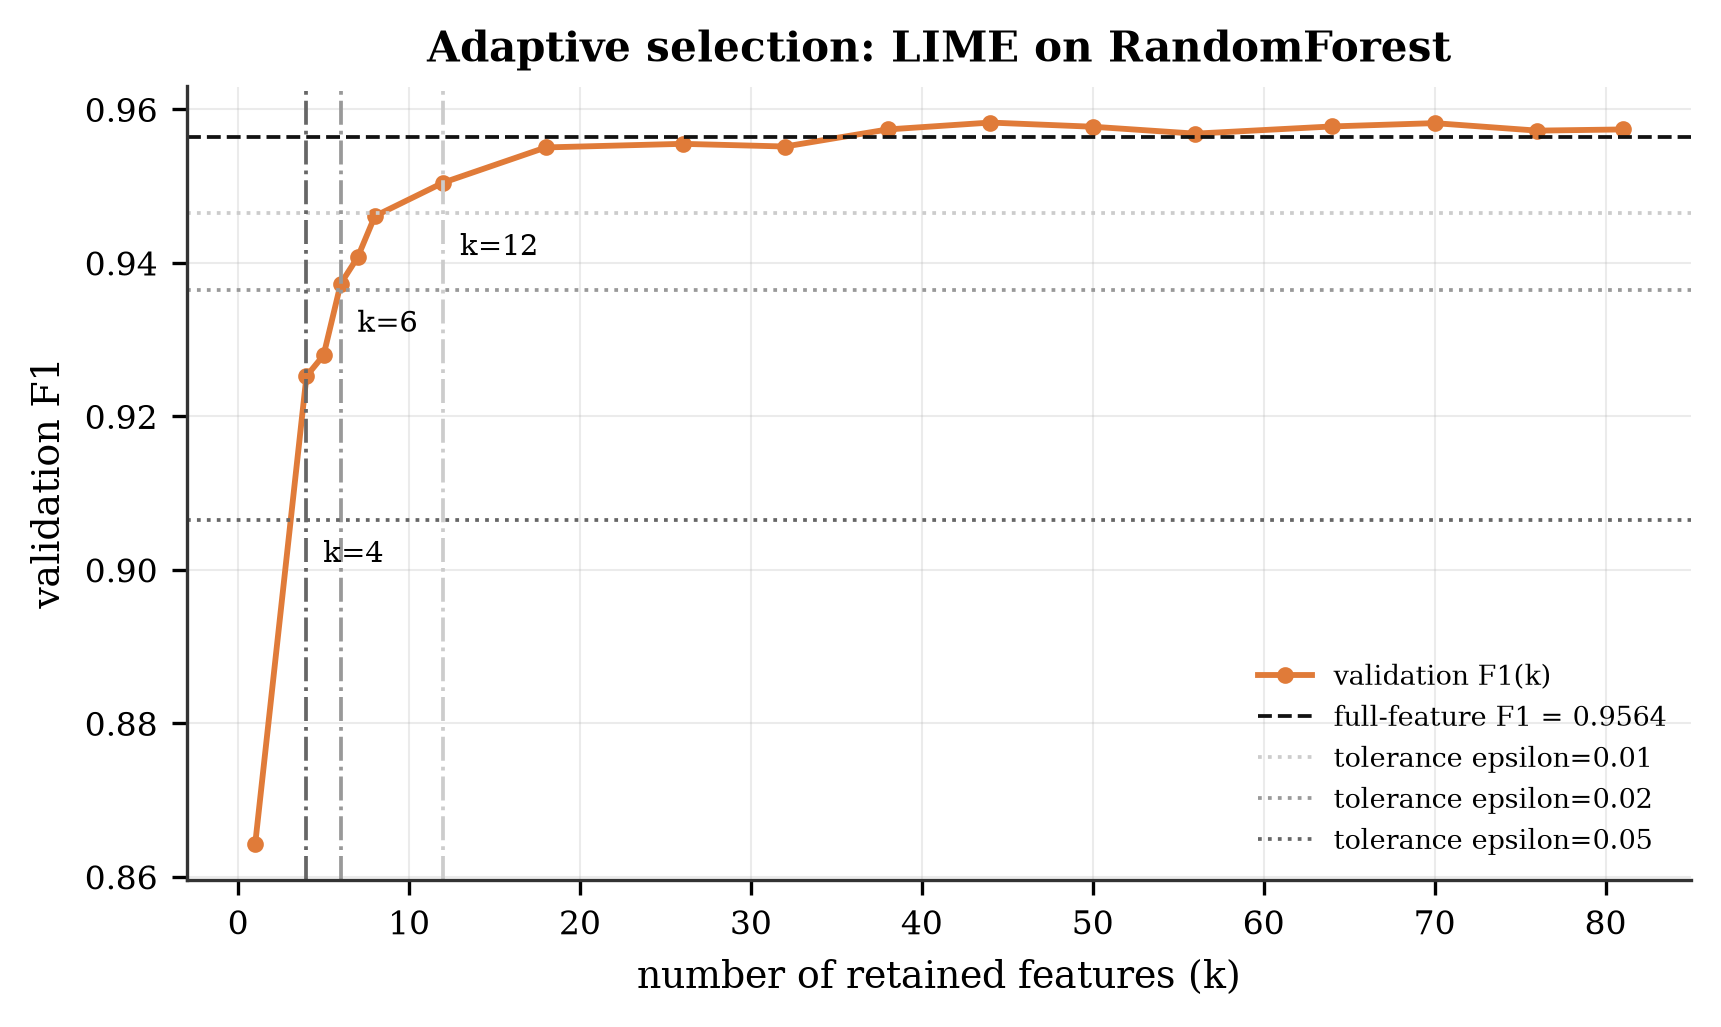 Adaptive selection: LIME on RandomForest
validation F1
0.96
0.94
0.92
0.90
0.88
0.86
k=12
k=6
k=4
validation F1(k)
full-feature F1 = 0.9564
tolerance epsilon=0.01
tolerance epsilon=0.02
tolerance epsilon=0.05
0 10 20 30 40 50 60 70 80
number of retained features (k)